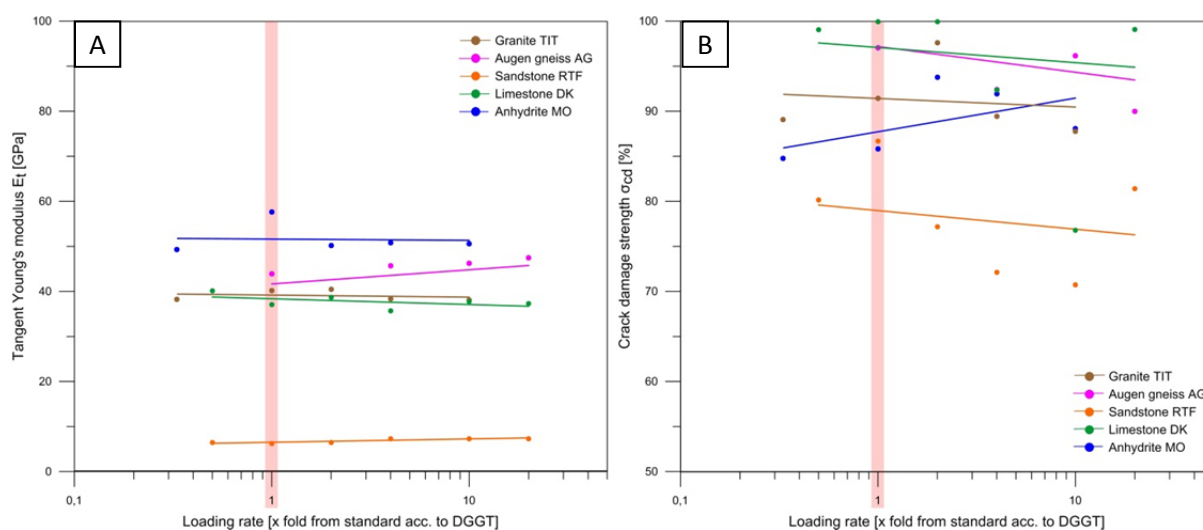 A
Granite TIT
Augen gneiss AG
Sandstone RTF
Limestone DK
Anhydrite MO
Tangent Young's modulus Et [GPa]
100
80
60
40
20
0
0,1
1
10
Loading rate [x fold from standard acc. to DGGT]
B
Crack damage strength σcd [%]
100
90
80
70
60
50
Granite TIT
Augen gneiss AG
Sandstone RTF
Limestone DK
Anhydrite MO
0,1
1
10
Loading rate [x fold from standard acc. to DGGT]